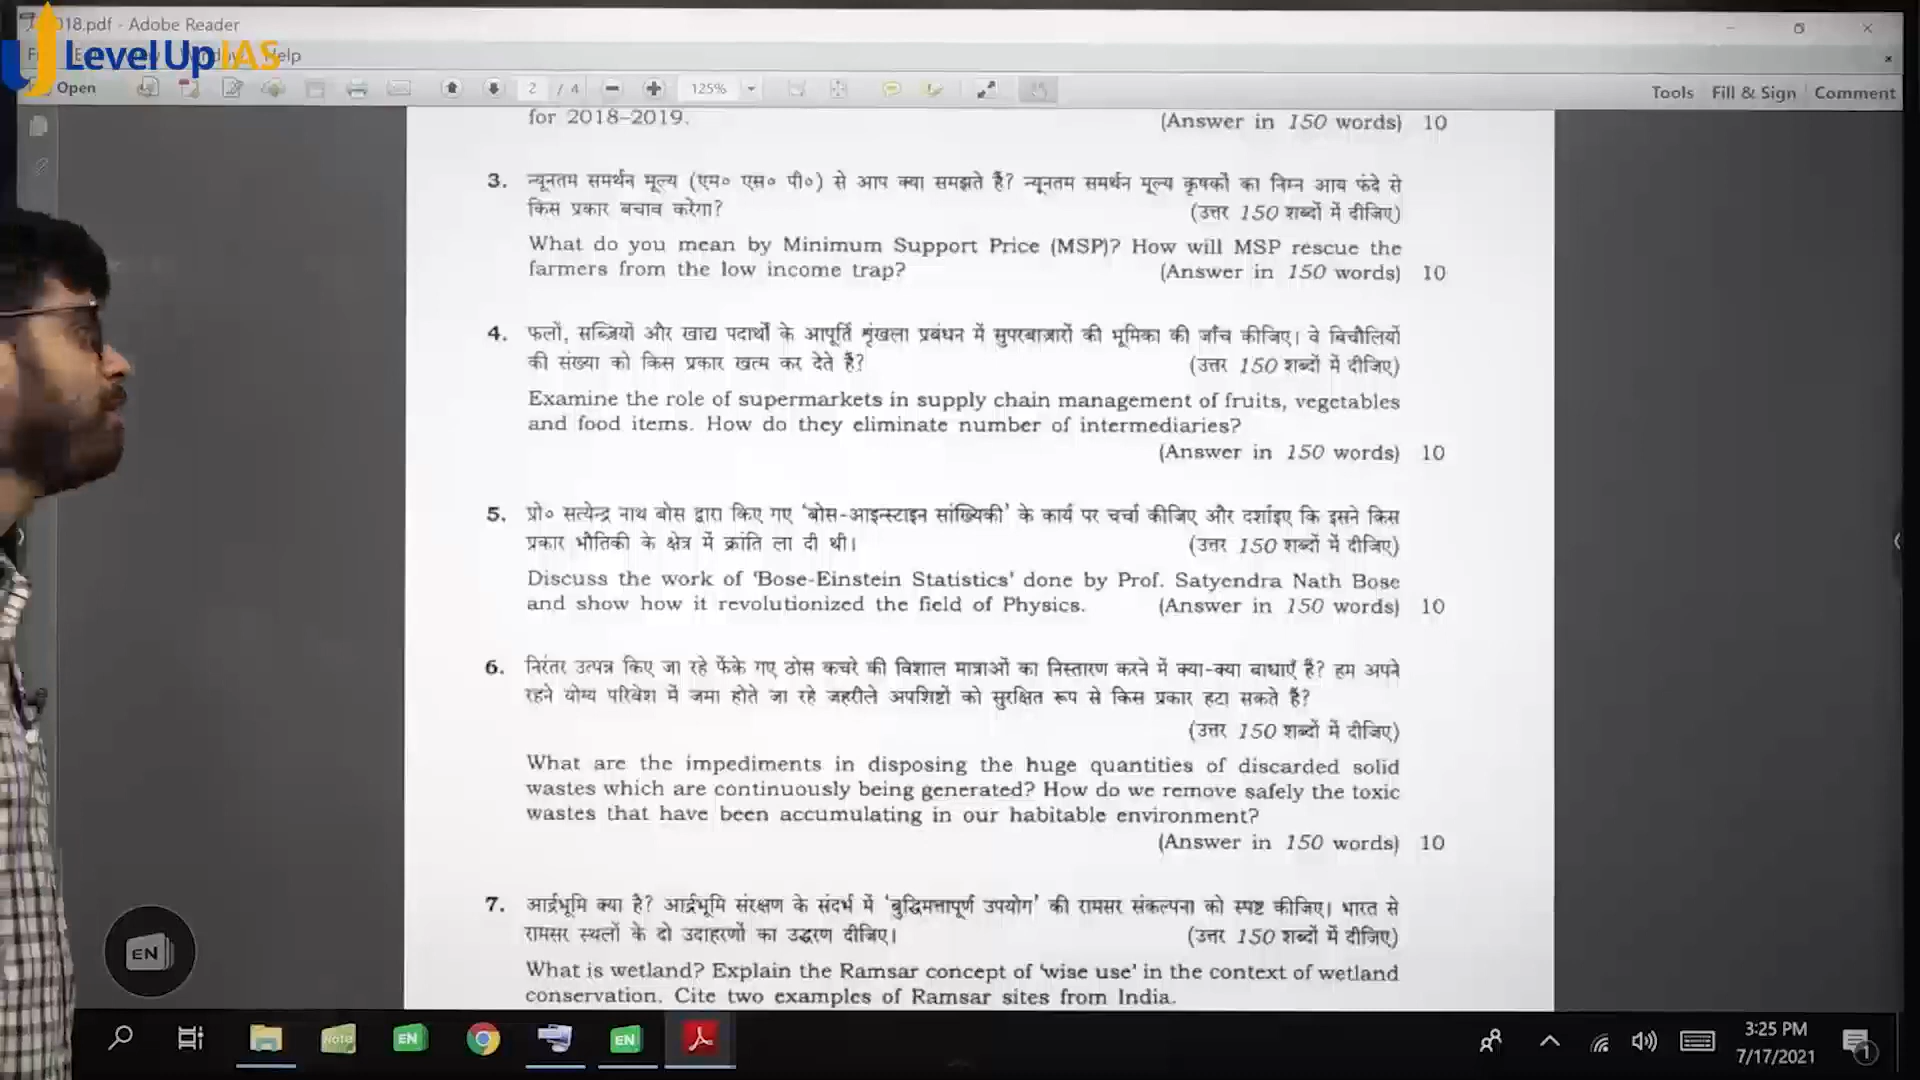 018.pdf - Adobe Reader
LevelUp IAS
Help
Open
2 / 4
125%
Tools Fill & Sign Comment
for 2018–2019. (Answer in 150 words) 10
3. न्यूनतम समर्थन मूल्य (एम॰ एस॰ पी॰) से आप क्या समझते हैं? न्यूनतम समर्थन मूल्य कृषकों का निम्न आय फंदे से
किस प्रकार बचाव करेगा? (उत्तर 150 शब्दों में दीजिए)
What do you mean by Minimum Support Price (MSP)? How will MSP rescue the
farmers from the low income trap? (Answer in 150 words) 10
4. फलों, सब्ज़ियों और खाद्य पदार्थों के आपूर्ति शृंखला प्रबंधन में सुपरबाज़ारों की भूमिका की जाँच कीजिए। वे बिचौलियों
की संख्या को किस प्रकार खत्म कर देते हैं? (उत्तर 150 शब्दों में दीजिए)
Examine the role of supermarkets in supply chain management of fruits, vegetables
and food items. How do they eliminate number of intermediaries?
(Answer in 150 words) 10
5. प्रो॰ सत्येन्द्र नाथ बोस द्वारा किए गए 'बोस-आइन्स्टाइन सांख्यिकी' के कार्य पर चर्चा कीजिए और दर्शाइए कि इसने किस
प्रकार भौतिकी के क्षेत्र में क्रांति ला दी थी। (उत्तर 150 शब्दों में दीजिए)
Discuss the work of 'Bose-Einstein Statistics' done by Prof. Satyendra Nath Bose
and show how it revolutionized the field of Physics. (Answer in 150 words) 10
6. निरंतर उत्पन्न किए जा रहे फेंके गए ठोस कचरे की विशाल मात्राओं का निस्तारण करने में क्या-क्या बाधाएँ हैं? हम अपने
रहने योग्य परिवेश में जमा होते जा रहे जहरीले अपशिष्टों को सुरक्षित रूप से किस प्रकार हटा सकते हैं?
(उत्तर 150 शब्दों में दीजिए)
What are the impediments in disposing the huge quantities of discarded solid
wastes which are continuously being generated? How do we remove safely the toxic
wastes that have been accumulating in our habitable environment?
(Answer in 150 words) 10
7. आर्द्रभूमि क्या है? आर्द्रभूमि संरक्षण के संदर्भ में 'बुद्धिमत्तापूर्ण उपयोग' की रामसर संकल्पना को स्पष्ट कीजिए। भारत से
रामसर स्थलों के दो उदाहरणों का उद्धरण दीजिए। (उत्तर 150 शब्दों में दीजिए)
What is wetland? Explain the Ramsar concept of 'wise use' in the context of wetland
conservation. Cite two examples of Ramsar sites from India.
EN
Note
EN
EN
3:25 PM
7/17/2021
1